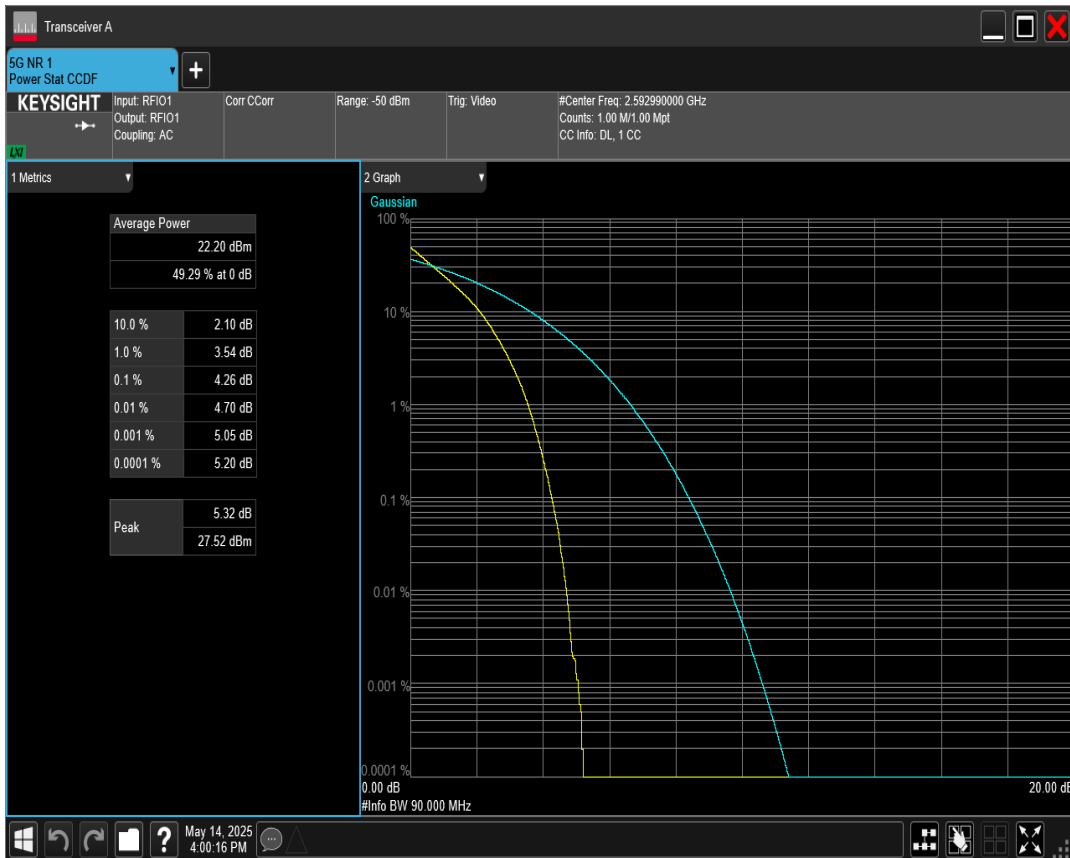 Transceiver A
5G NR 1
Power Stat CCDF
+
KEYSIGHT
LXI
Input: RFIO1
Output: RFIO1
Coupling: AC
Corr CCorr
Range: -50 dBm
Trig: Video
#Center Freq: 2.592990000 GHz
Counts: 1.00 M/1.00 Mpt
CC Info: DL, 1 CC
1 Metrics
Average Power
22.20 dBm
49.29 % at 0 dB
10.0 % 2.10 dB
1.0 % 3.54 dB
0.1 % 4.26 dB
0.01 % 4.70 dB
0.001 % 5.05 dB
0.0001 % 5.20 dB
Peak 5.32 dB
27.52 dBm
2 Graph
Gaussian
100 %
10 %
1 %
0.1 %
0.01 %
0.001 %
0.0001 %
0.00 dB 20.00 dB
#Info BW 90.000 MHz
? May 14, 2025
4:00:16 PM